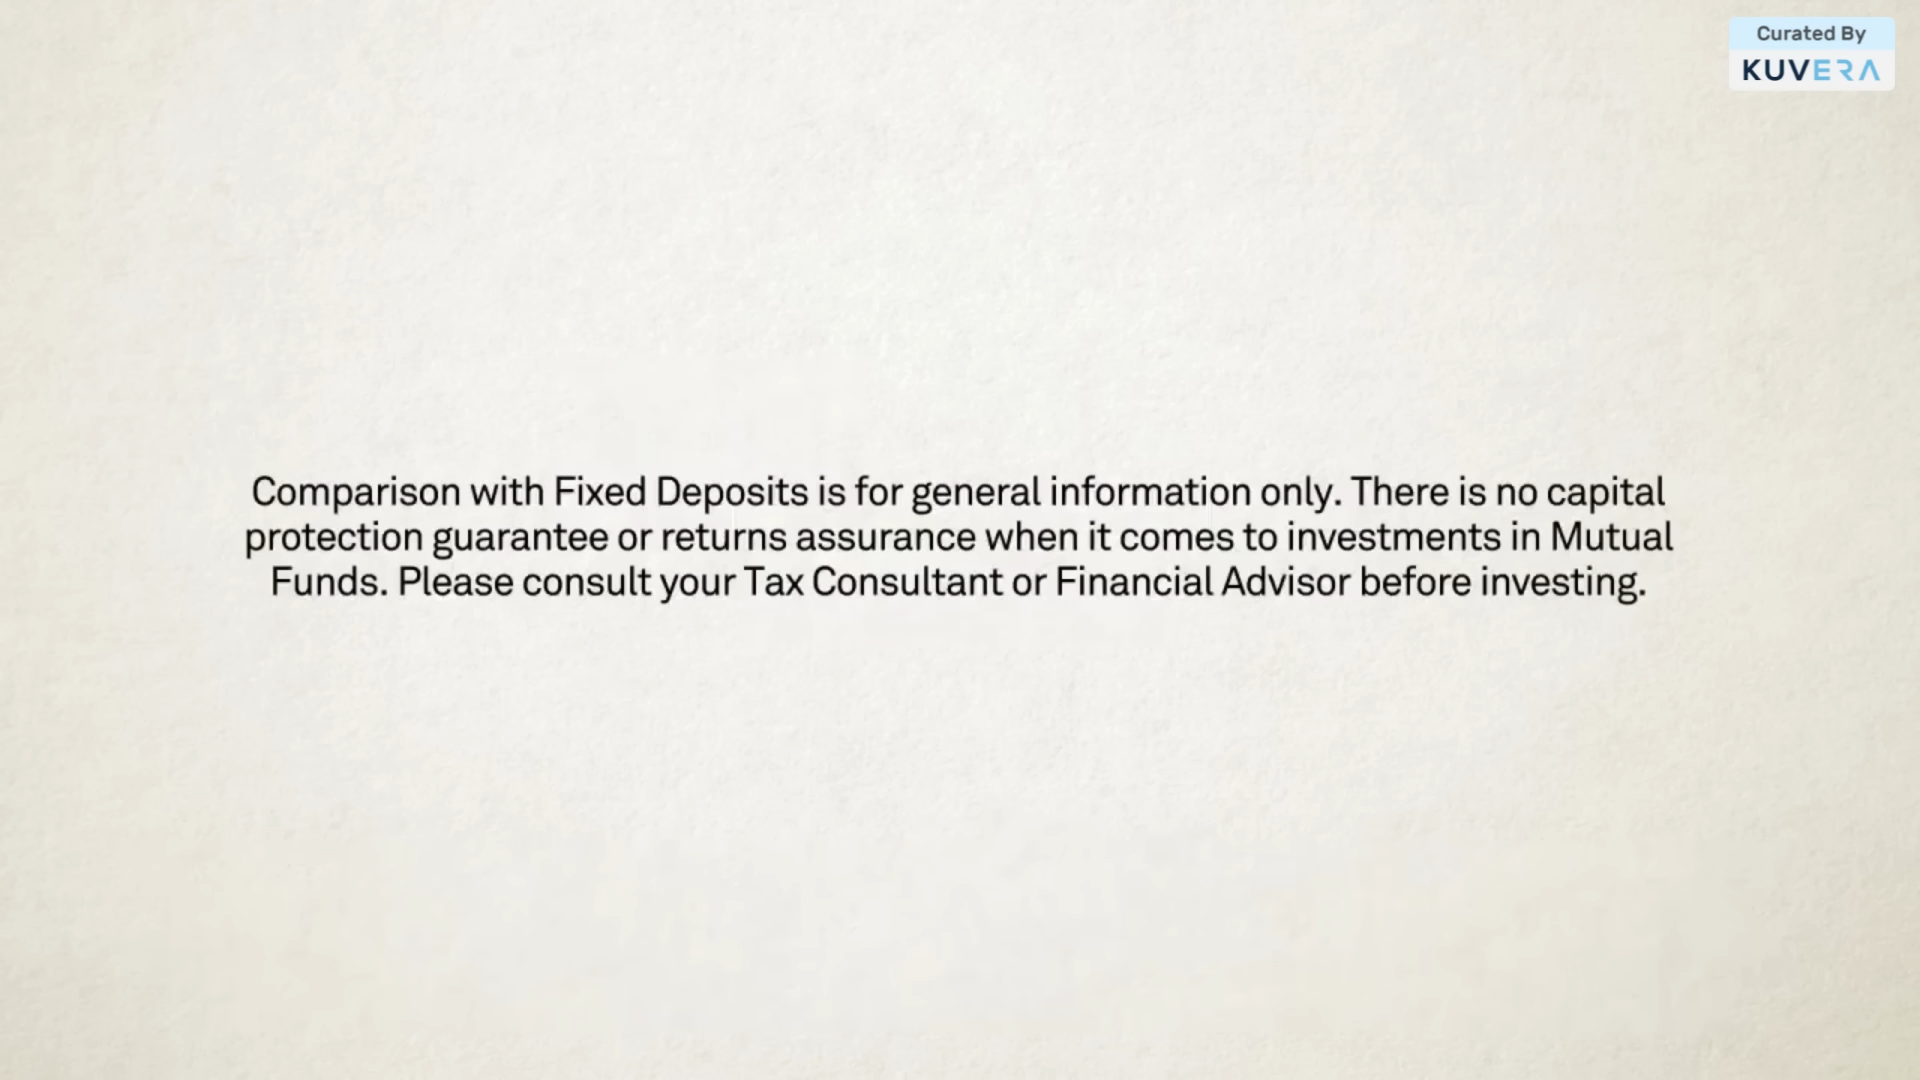 Curated By
KUVERA
Comparison with Fixed Deposits is for general information only. There is no capital
protection guarantee or returns assurance when it comes to investments in Mutual
Funds. Please consult your Tax Consultant or Financial Advisor before investing.